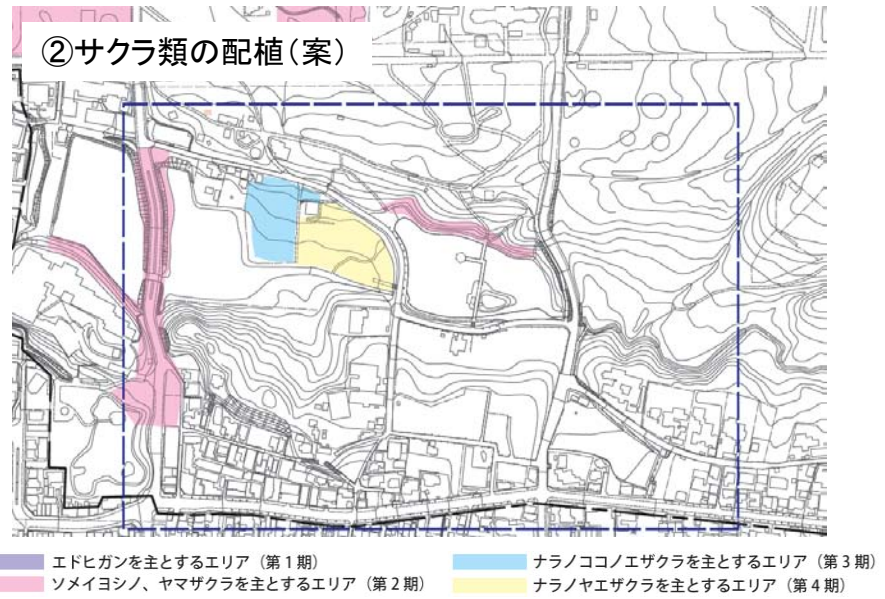 ②サクラ類の配植(案)
エドヒガンを主とするエリア（第１期）
ソメイヨシノ、ヤマザクラを主とするエリア（第２期）
ナラノココノエザクラを主とするエリア（第３期）
ナラノヤエザクラを主とするエリア（第４期）